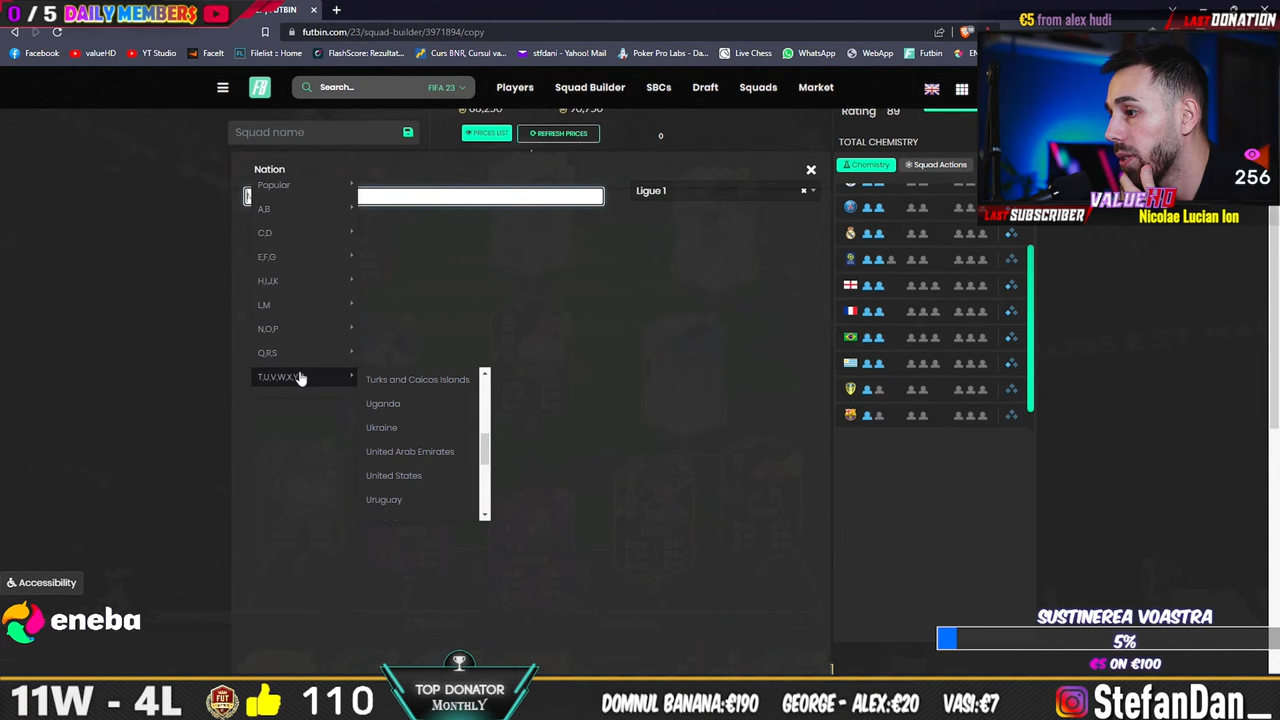 0 / 5 DAILY MEMBERS
€5 from alex hudi
LAST DONATION
futbin.com/23/squad-builder/3971894/copy
Facebook
valueHD
YT Studio
FaceIt
Filelist :: Home
FlashScore: Rezultat...
Curs BNR, Cursul va...
stfdani - Yahoo! Mail
Poker Pro Labs - Da...
Live Chess
WhatsApp
WebApp
Futbin
Search...
FIFA 23
Players
Squad Builder
SBCs
Draft
Squads
Market
Rating 89
Squad name
PRICES LIST
REFRESH PRICES
0
TOTAL CHEMISTRY
Chemistry
Squad Actions
256
VALUEHD
LAST SUBSCRIBER
Nicolae Lucian Ion
Nation
Popular
A,B
C,D
E,F,G
H,I,J,K
L,M
N,O,P
Q,R,S
T,U,V,W,X,Y
Ligue 1
Turks and Caicos Islands
Uganda
Ukraine
United Arab Emirates
United States
Uruguay
Accessibility
eneba
SUSTINEREA VOASTRA
5%
€5 ON €100
11W - 4L
FUT
110
TOP DONATOR
MONTHLY
DOMNUL BANANA:€190
GEORGE - ALEX:€20
VASI:€7
StefanDan_